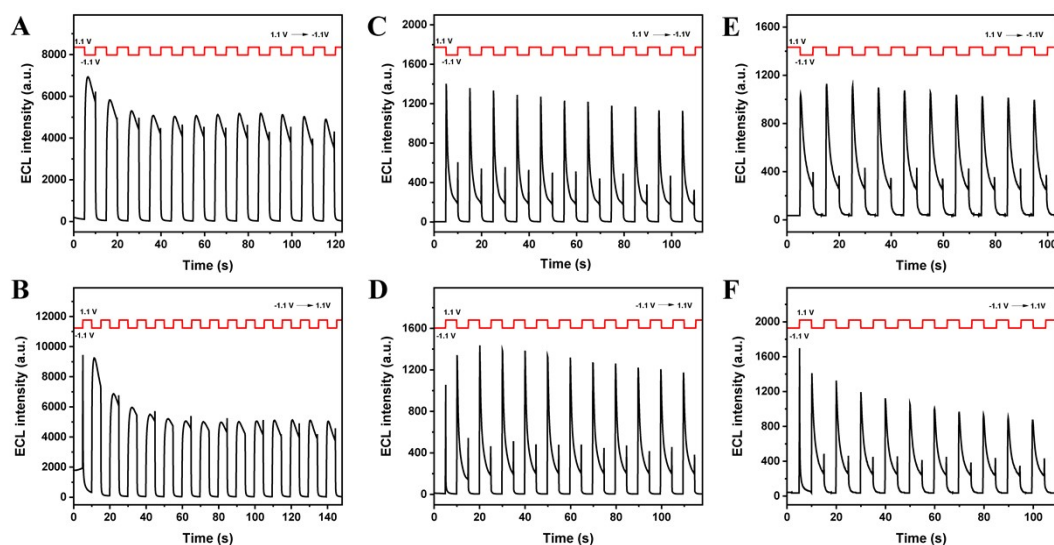 A
ECL intensity (a.u.)
8000
6000
4000
2000
0
1.1 V
-1.1 V
1.1 V → -1.1V
0 20 40 60 80 100 120
Time (s)
C
ECL intensity (a.u.)
2000
1600
1200
800
400
0
1.1 V
-1.1 V
1.1 V → -1.1V
0 20 40 60 80 100
Time (s)
E
ECL intensity (a.u.)
1600
1200
800
400
0
1.1 V
-1.1 V
1.1 V → -1.1V
0 20 40 60 80 100
Time (s)
B
ECL intensity (a.u.)
12000
10000
8000
6000
4000
2000
0
1.1 V
-1.1 V
-1.1 V → 1.1V
0 20 40 60 80 100 120 140
Time (s)
D
ECL intensity (a.u.)
1600
1200
800
400
0
1.1 V
-1.1 V
-1.1 V → 1.1V
0 20 40 60 80 100
Time (s)
F
ECL intensity (a.u.)
2000
1600
1200
800
400
0
1.1 V
-1.1 V
-1.1 V → 1.1V
0 20 40 60 80 100
Time (s)